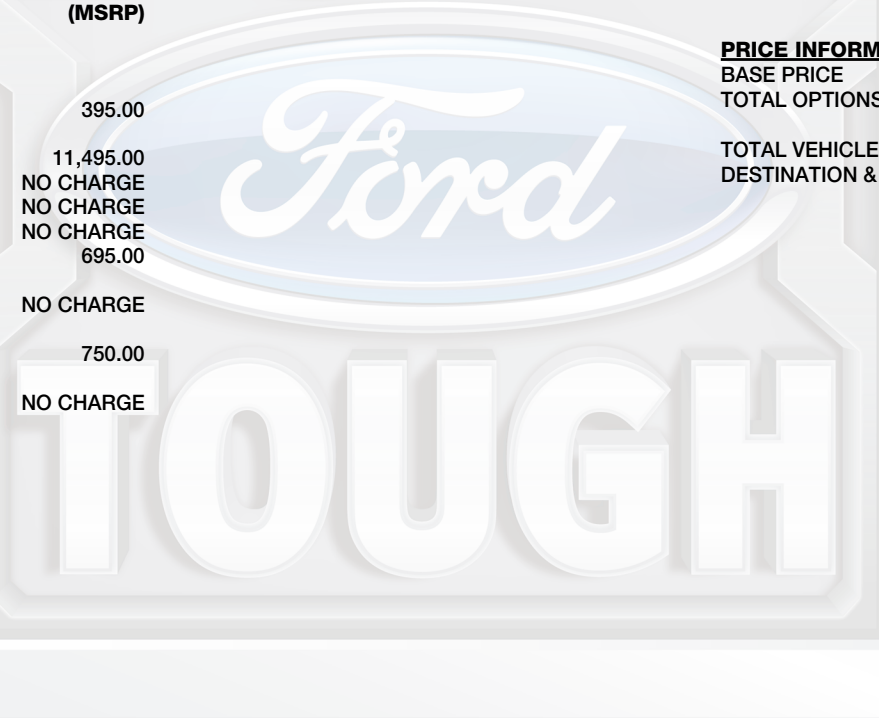 (MSRP)
395.00
11,495.00
NO CHARGE
NO CHARGE
NO CHARGE
695.00
NO CHARGE
750.00
NO CHARGE
PRICE INFORM
BASE PRICE
TOTAL OPTIONS
TOTAL VEHICLE
DESTINATION &
Ford
TOUGH